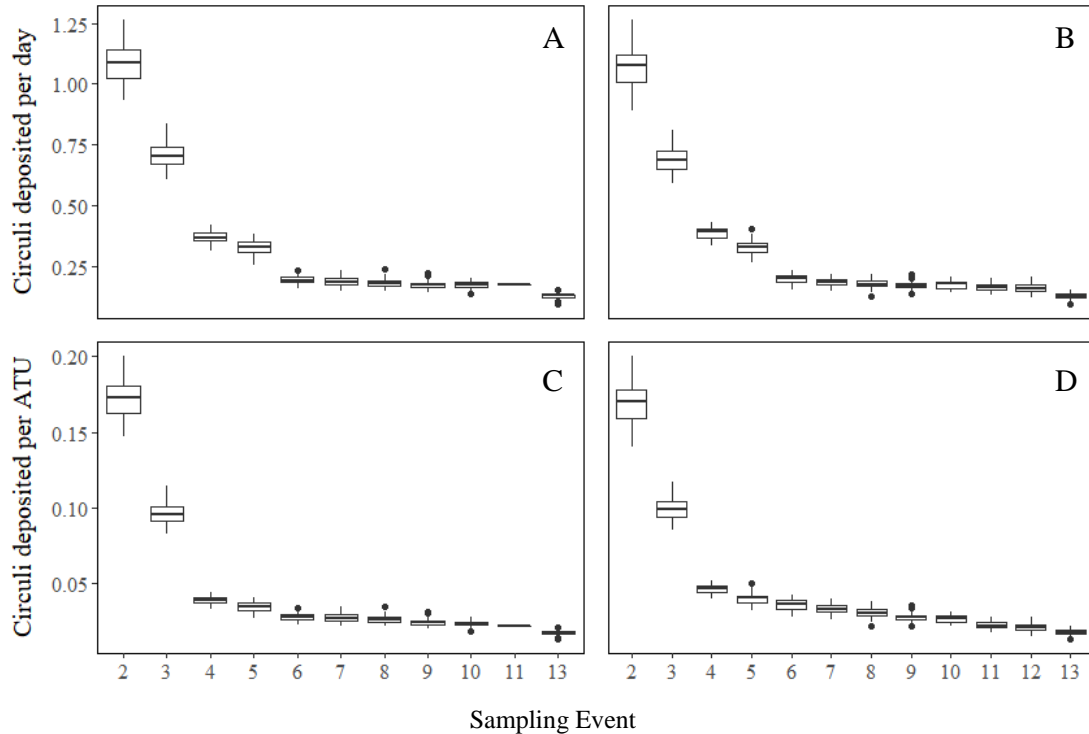 A
B
Circuli deposited per day
1.25
1.00
0.75
0.50
0.25
C
D
Circuli deposited per ATU
0.20
0.15
0.10
0.05
2 3 4 5 6 7 8 9 10 11 13
2 3 4 5 6 7 8 9 10 11 12 13
Sampling Event